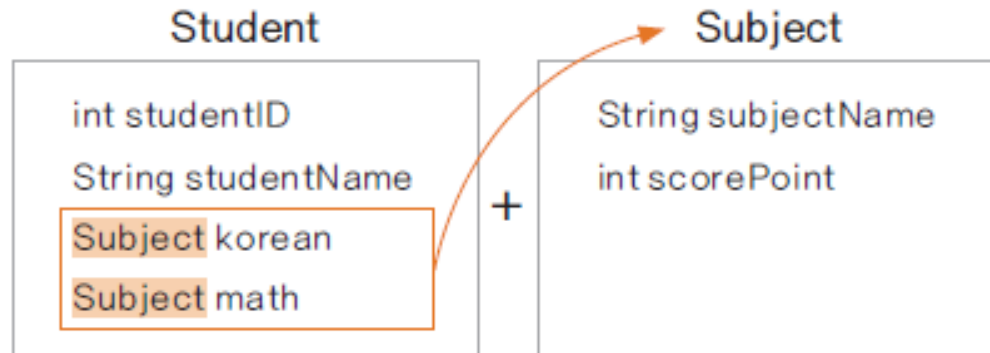 Student
int studentID
String studentName
Subject korean
Subject math
+
Subject
String subjectName
int scorePoint